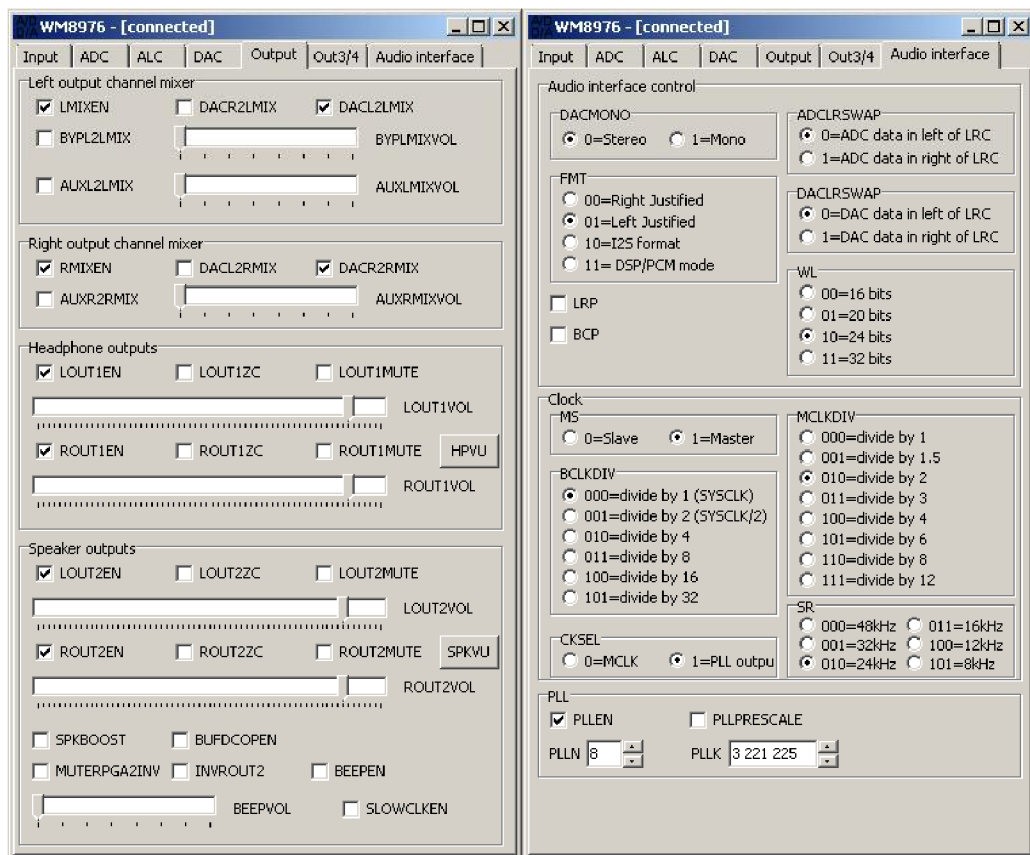 WM8976 - [connected]
Input ADC ALC DAC Output Out3/4 Audio interface
Left output channel mixer
LMIXEN DACR2LMIX DACL2LMIX
BYPL2LMIX BYPLMIXVOL
AUXL2LMIX AUXLMIXVOL
Right output channel mixer
RMIXEN DACL2RMIX DACR2RMIX
AUXR2RMIX AUXRMIXVOL
Headphone outputs
LOUT1EN LOUT1ZC LOUT1MUTE
LOUT1VOL
ROUT1EN ROUT1ZC ROUT1MUTE HPVU
ROUT1VOL
Speaker outputs
LOUT2EN LOUT2ZC LOUT2MUTE
LOUT2VOL
ROUT2EN ROUT2ZC ROUT2MUTE SPKVU
ROUT2VOL
SPKBOOST BUFDCOPEN
MUTERPGA2INV INVROUT2 BEEPEN
BEEPVOL SLOWCLKEN
WM8976 - [connected]
Input ADC ALC DAC Output Out3/4 Audio interface
Audio interface control
DACMONO
0=Stereo 1=Mono
FMT
00=Right Justified
01=Left Justified
10=I2S format
11= DSP/PCM mode
LRP
BCP
ADCLRSWAP
0=ADC data in left of LRC
1=ADC data in right of LRC
DACLRSWAP
0=DAC data in left of LRC
1=DAC data in right of LRC
WL
00=16 bits
01=20 bits
10=24 bits
11=32 bits
Clock
MS
0=Slave 1=Master
BCLKDIV
000=divide by 1 (SYSCLK)
001=divide by 2 (SYSCLK/2)
010=divide by 4
011=divide by 8
100=divide by 16
101=divide by 32
CKSEL
0=MCLK 1=PLL outpu
MCLKDIV
000=divide by 1
001=divide by 1.5
010=divide by 2
011=divide by 3
100=divide by 4
101=divide by 6
110=divide by 8
111=divide by 12
SR
000=48kHz 011=16kHz
001=32kHz 100=12kHz
010=24kHz 101=8kHz
PLL
PLLEN PLLPRESCALE
PLLN 8 PLLK 3 221 225